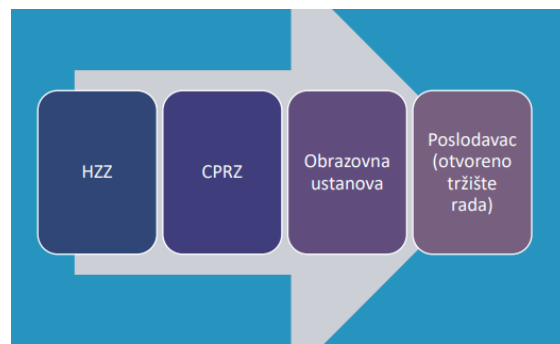 HZZ
CPRZ
Obrazovna
ustanova
Poslodavac
(otvoreno
tržište
rada)